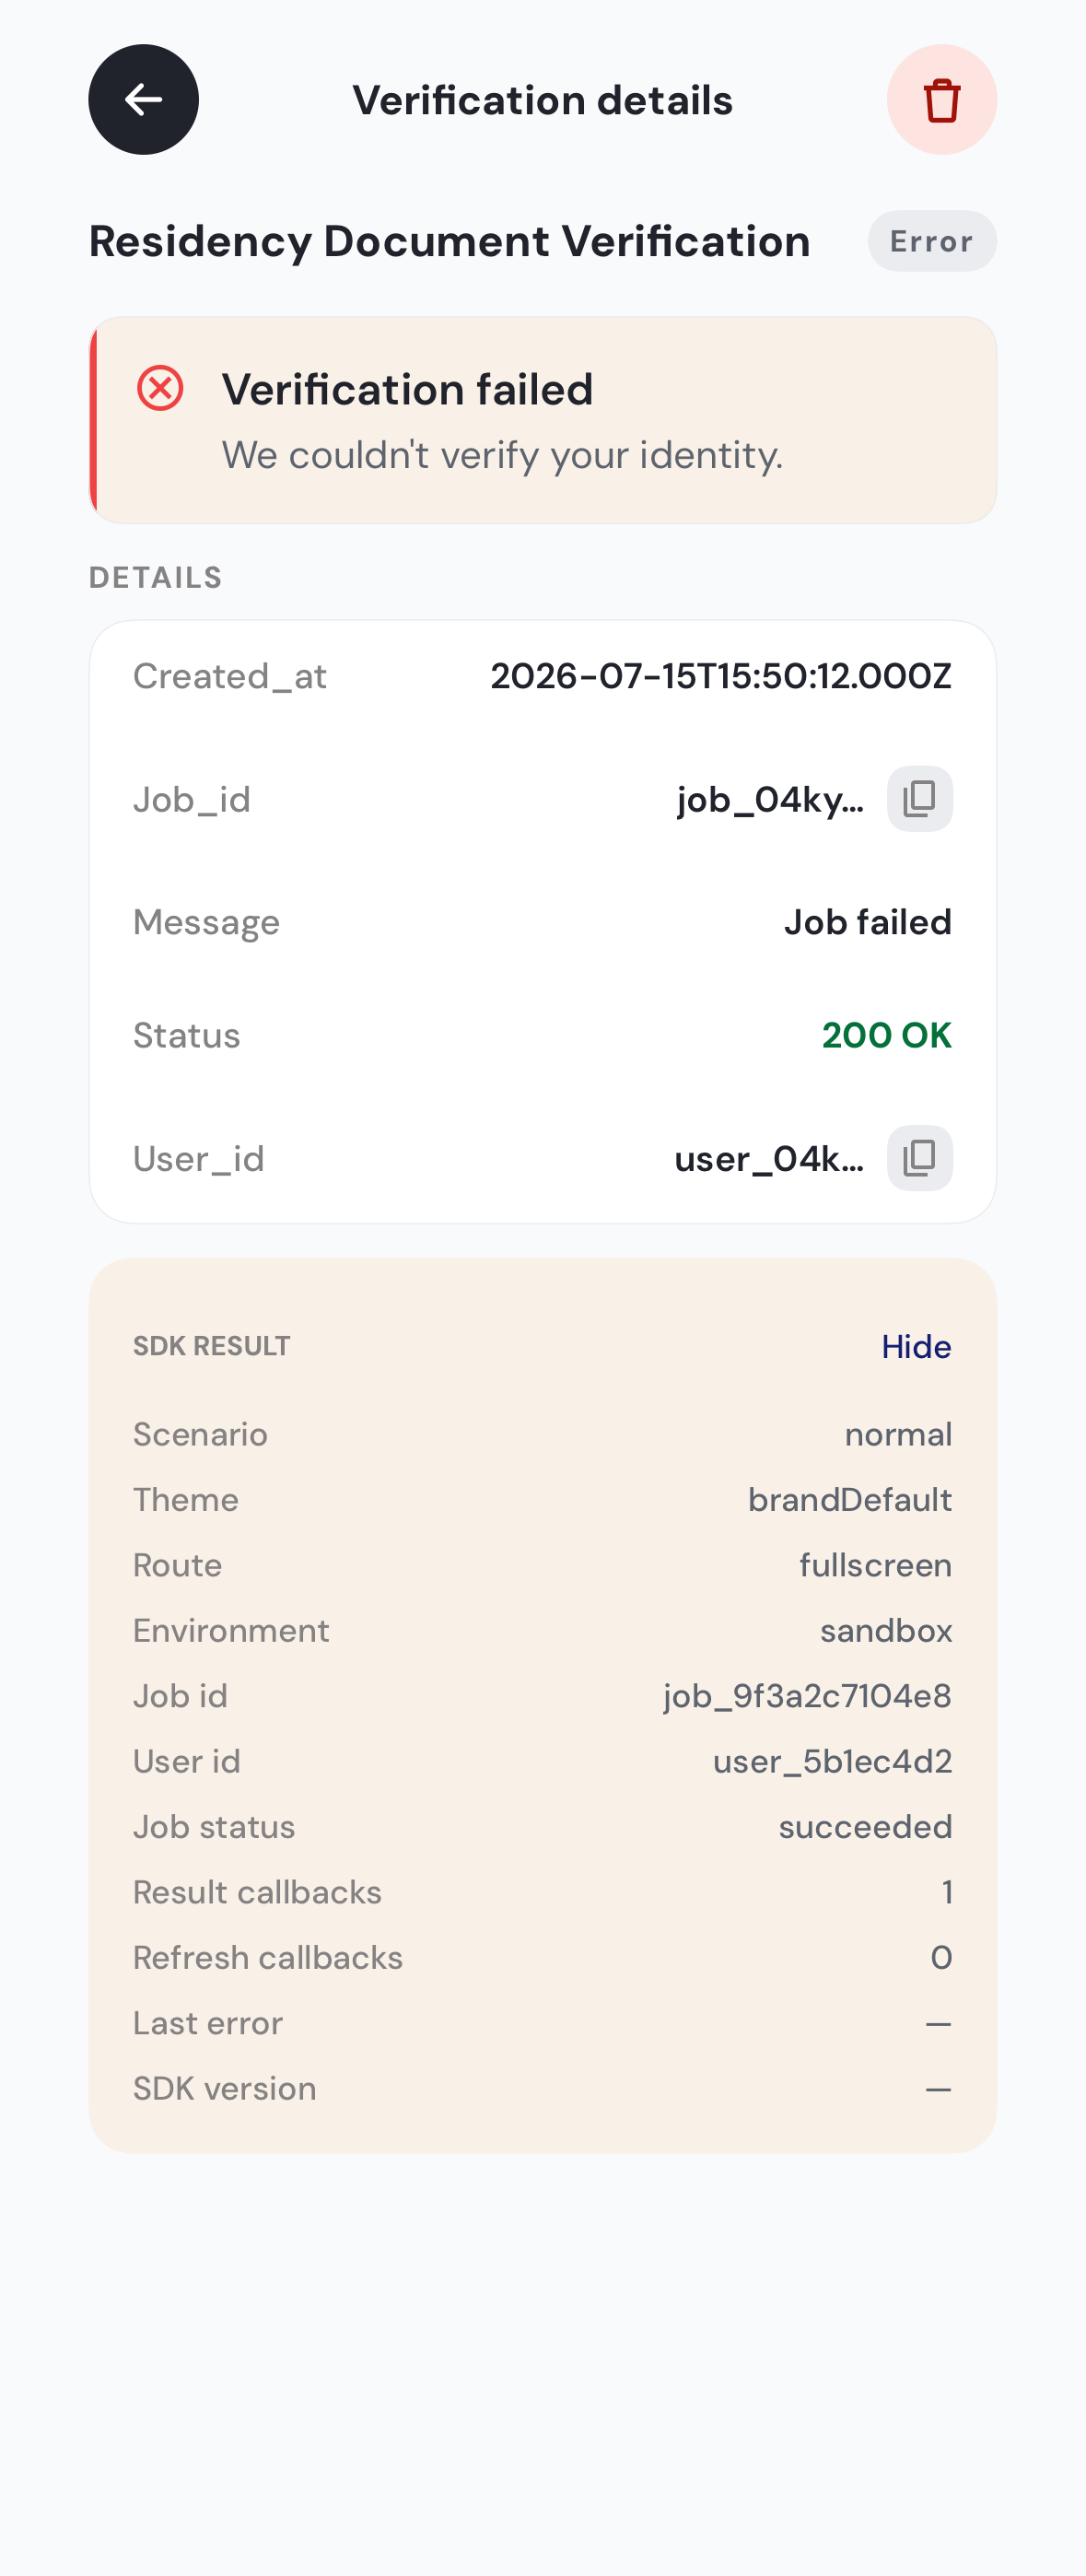 Verification details
Residency Document Verification Error
Verification failed
We couldn't verify your identity.
DETAILS
Created_at 2026-07-15T15:50:12.000Z
Job_id job_04ky...
Message Job failed
Status 200 OK
User_id user_04k...
SDK RESULT Hide
Scenario normal
Theme brandDefault
Route fullscreen
Environment sandbox
Job id job_9f3a2c7104e8
User id user_5b1ec4d2
Job status succeeded
Result callbacks 1
Refresh callbacks 0
Last error —
SDK version —